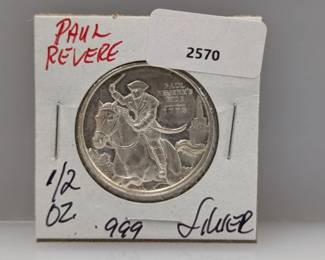 PAUL
REVERE
2570
PAUL
REVERE'S
RIDE
1775
1/2
OZ
.999
SILVER